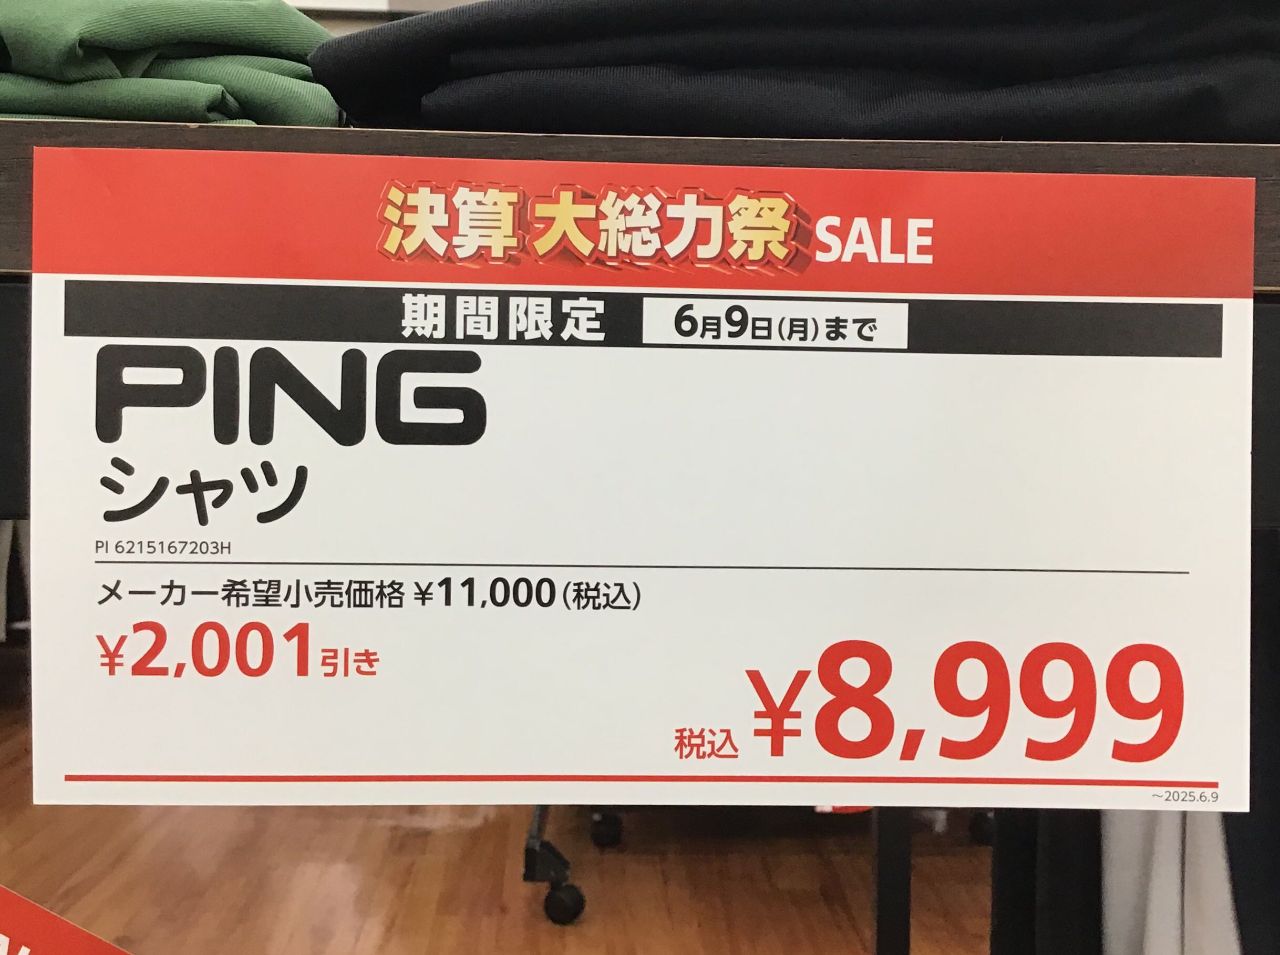 決算 大総力祭 SALE
期間限定 6月9日(月)まで
PING
シャツ
PI 6215167203H
メーカー希望小売価格 ¥11,000(税込)
¥2,001引き
税込 ¥8,999
～2025.6.9